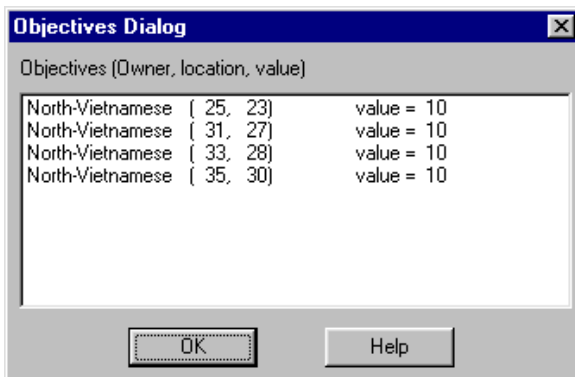 Objectives Dialog
Objectives (Owner, location, value)
North-Vietnamese ( 25, 23) value = 10
North-Vietnamese ( 31, 27) value = 10
North-Vietnamese ( 33, 28) value = 10
North-Vietnamese ( 35, 30) value = 10
OK Help